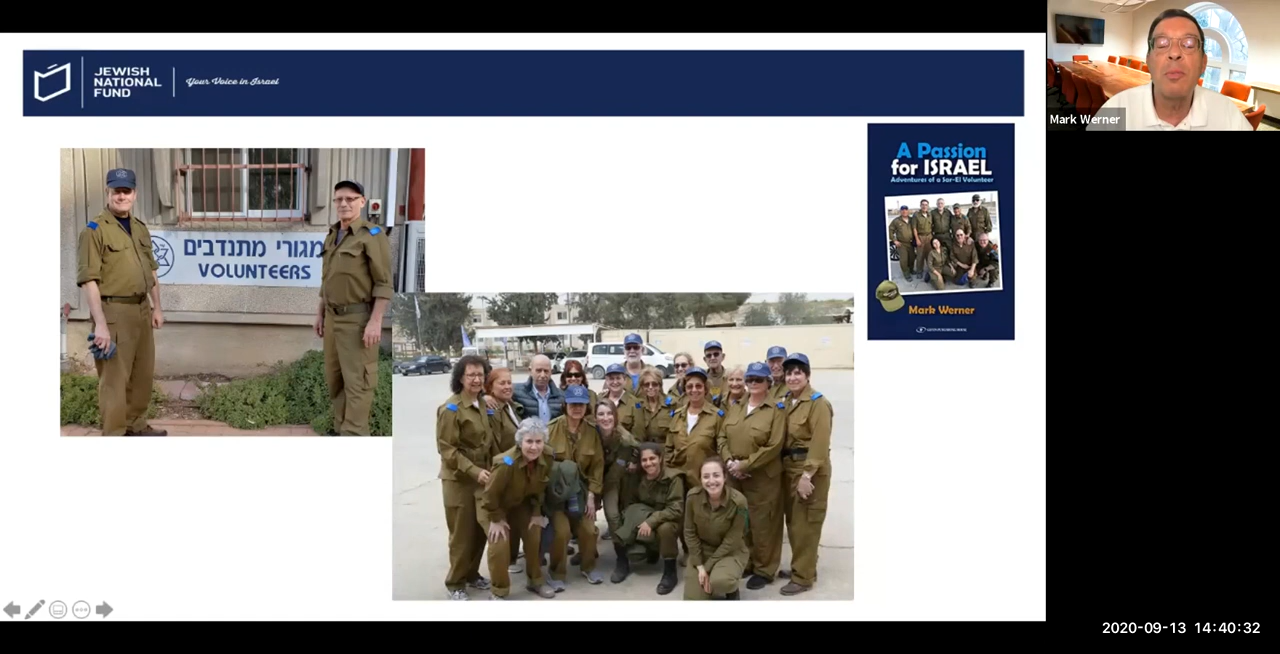 JEWISH
NATIONAL
FUND
Your Voice in Israel
מגורי מתנדבים
VOLUNTEERS
A Passion
for ISRAEL
Adventures of a Sar-El Volunteer
Mark Werner
Mark Werner
2020-09-13 14:40:32